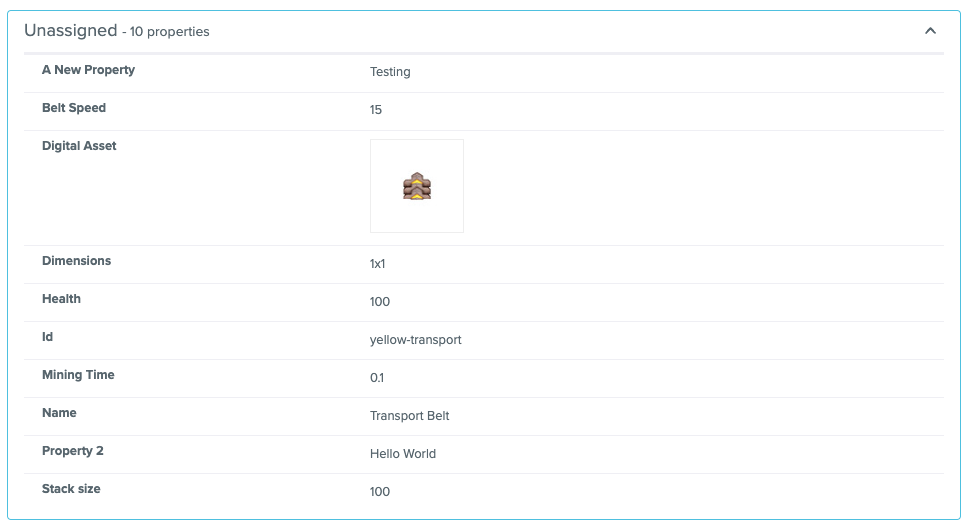 Unassigned - 10 properties
A New Property Testing
Belt Speed 15
Digital Asset
Dimensions 1x1
Health 100
Id yellow-transport
Mining Time 0.1
Name Transport Belt
Property 2 Hello World
Stack size 100